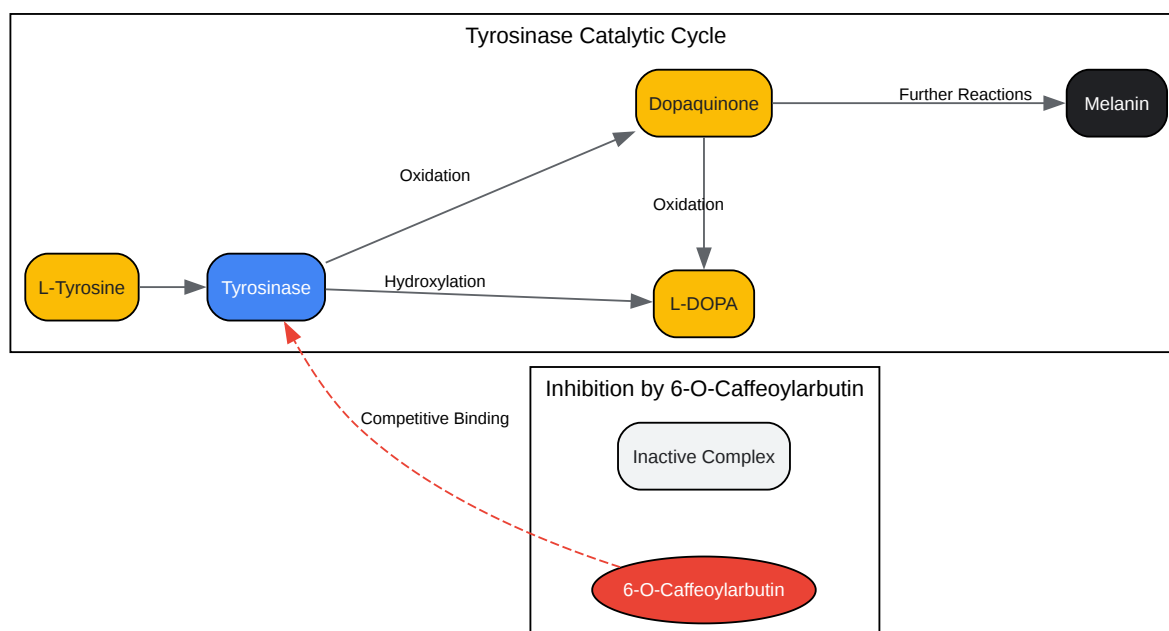 Tyrosinase Catalytic Cycle
Dopaquinone
Further Reactions
Melanin
Oxidation
Oxidation
L-Tyrosine
Tyrosinase
Hydroxylation
L-DOPA
Inhibition by 6-O-Caffeoylarbutin
Competitive Binding
Inactive Complex
6-O-Caffeoylarbutin